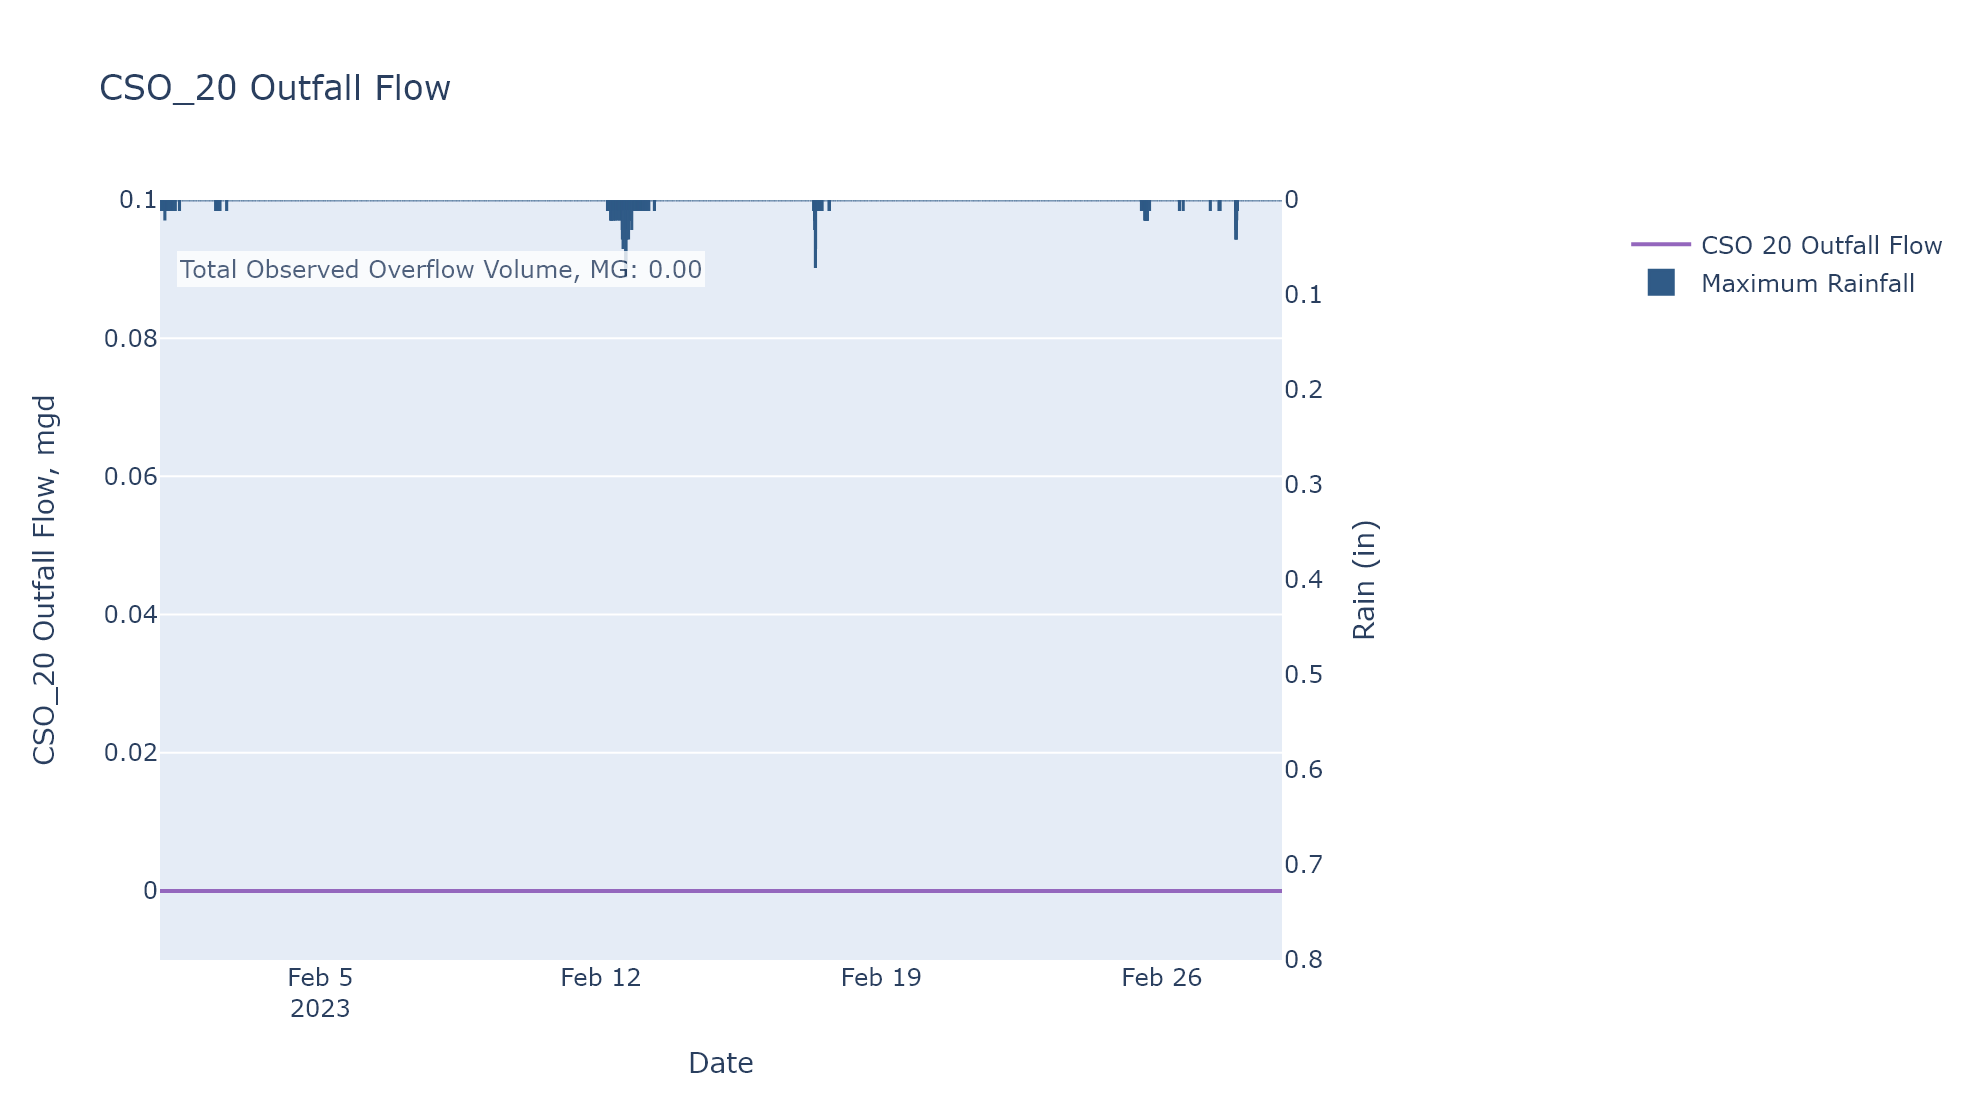 CSO_20 Outfall Flow
0.1
0.08
0.06
0.04
0.02
0
CSO_20 Outfall Flow, mgd
Total Observed Overflow Volume, MG: 0.00
0
0.1
0.2
0.3
0.4
0.5
0.6
0.7
0.8
Rain (in)
CSO 20 Outfall Flow
Maximum Rainfall
Feb 5 Feb 12 Feb 19 Feb 26
2023
Date